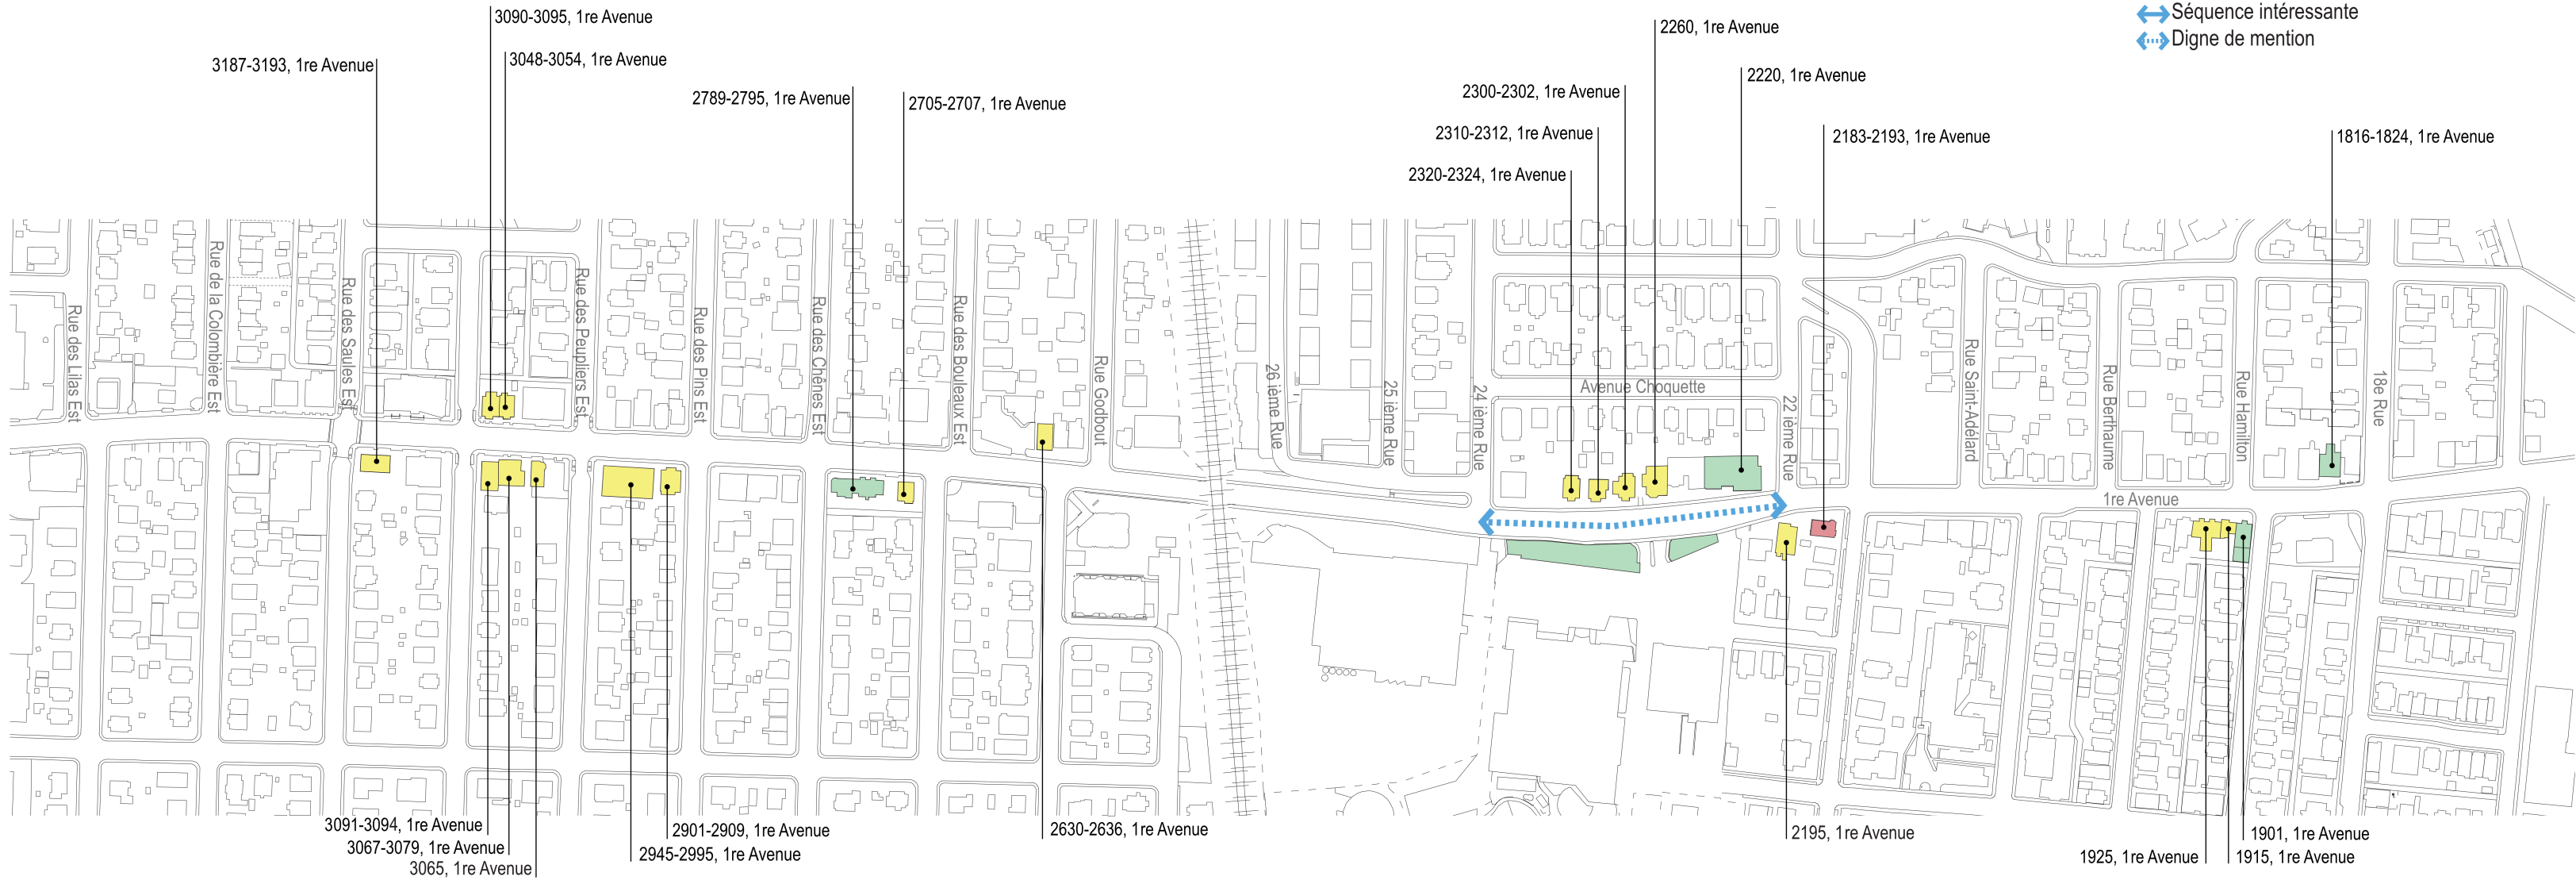 Séquence intéressante
Digne de mention
3090-3095, 1re Avenue
3048-3054, 1re Avenue
3187-3193, 1re Avenue
2789-2795, 1re Avenue
2705-2707, 1re Avenue
2260, 1re Avenue
2220, 1re Avenue
2300-2302, 1re Avenue
2310-2312, 1re Avenue
2320-2324, 1re Avenue
2183-2193, 1re Avenue
1816-1824, 1re Avenue
Rue des Lilas Est
Rue de la Colombière Est
Rue des Saules Est
Rue des Peupliers Est
Rue des Pins Est
Rue des Chênes Est
Rue des Bouleaux Est
Rue Godbout
26 ième Rue
25 ième Rue
24 ième Rue
Avenue Choquette
22 ième Rue
Rue Saint-Adélard
Rue Berthaume
Rue Hamilton
18e Rue
1re Avenue
3091-3094, 1re Avenue
3067-3079, 1re Avenue
3065, 1re Avenue
2901-2909, 1re Avenue
2945-2995, 1re Avenue
2630-2636, 1re Avenue
2195, 1re Avenue
1901, 1re Avenue
1925, 1re Avenue
1915, 1re Avenue